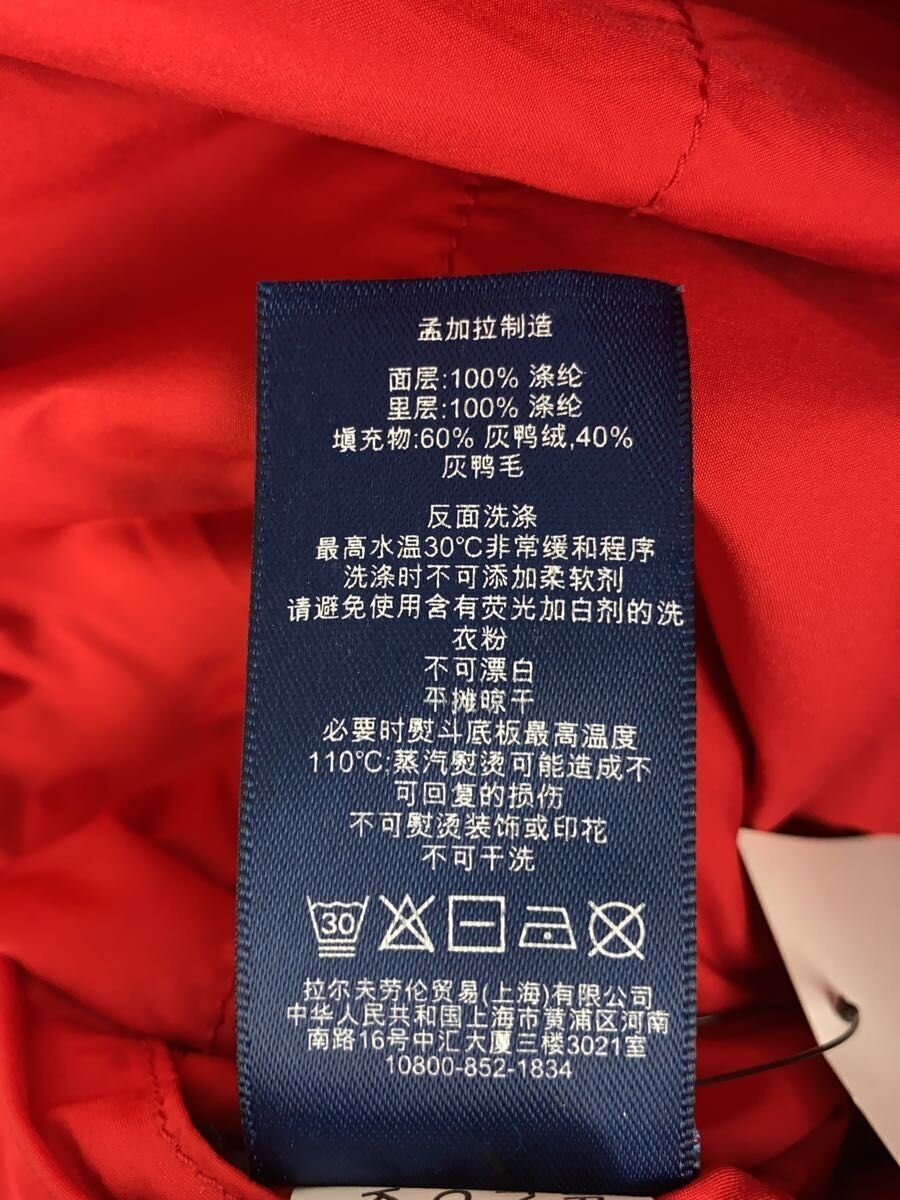 孟加拉制造
面层:100% 涤纶
里层:100% 涤纶
填充物:60% 灰鸭绒,40%
灰鸭毛
反面洗涤
最高水温30℃非常缓和程序
洗涤时不可添加柔软剂
请避免使用含有荧光加白剂的洗
衣粉
不可漂白
平摊晾干
必要时熨斗底板最高温度
110℃;蒸汽熨烫可能造成不
可回复的损伤
不可熨烫装饰或印花
不可干洗
30
拉尔夫劳伦贸易(上海)有限公司
中华人民共和国上海市黄浦区河南
南路16号中汇大厦三楼3021室
10800-852-1834